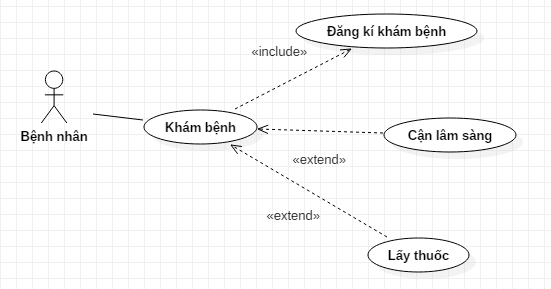 Đăng kí khám bệnh
«include»
Bệnh nhân
Khám bệnh
Cận lâm sàng
«extend»
«extend»
Lấy thuốc